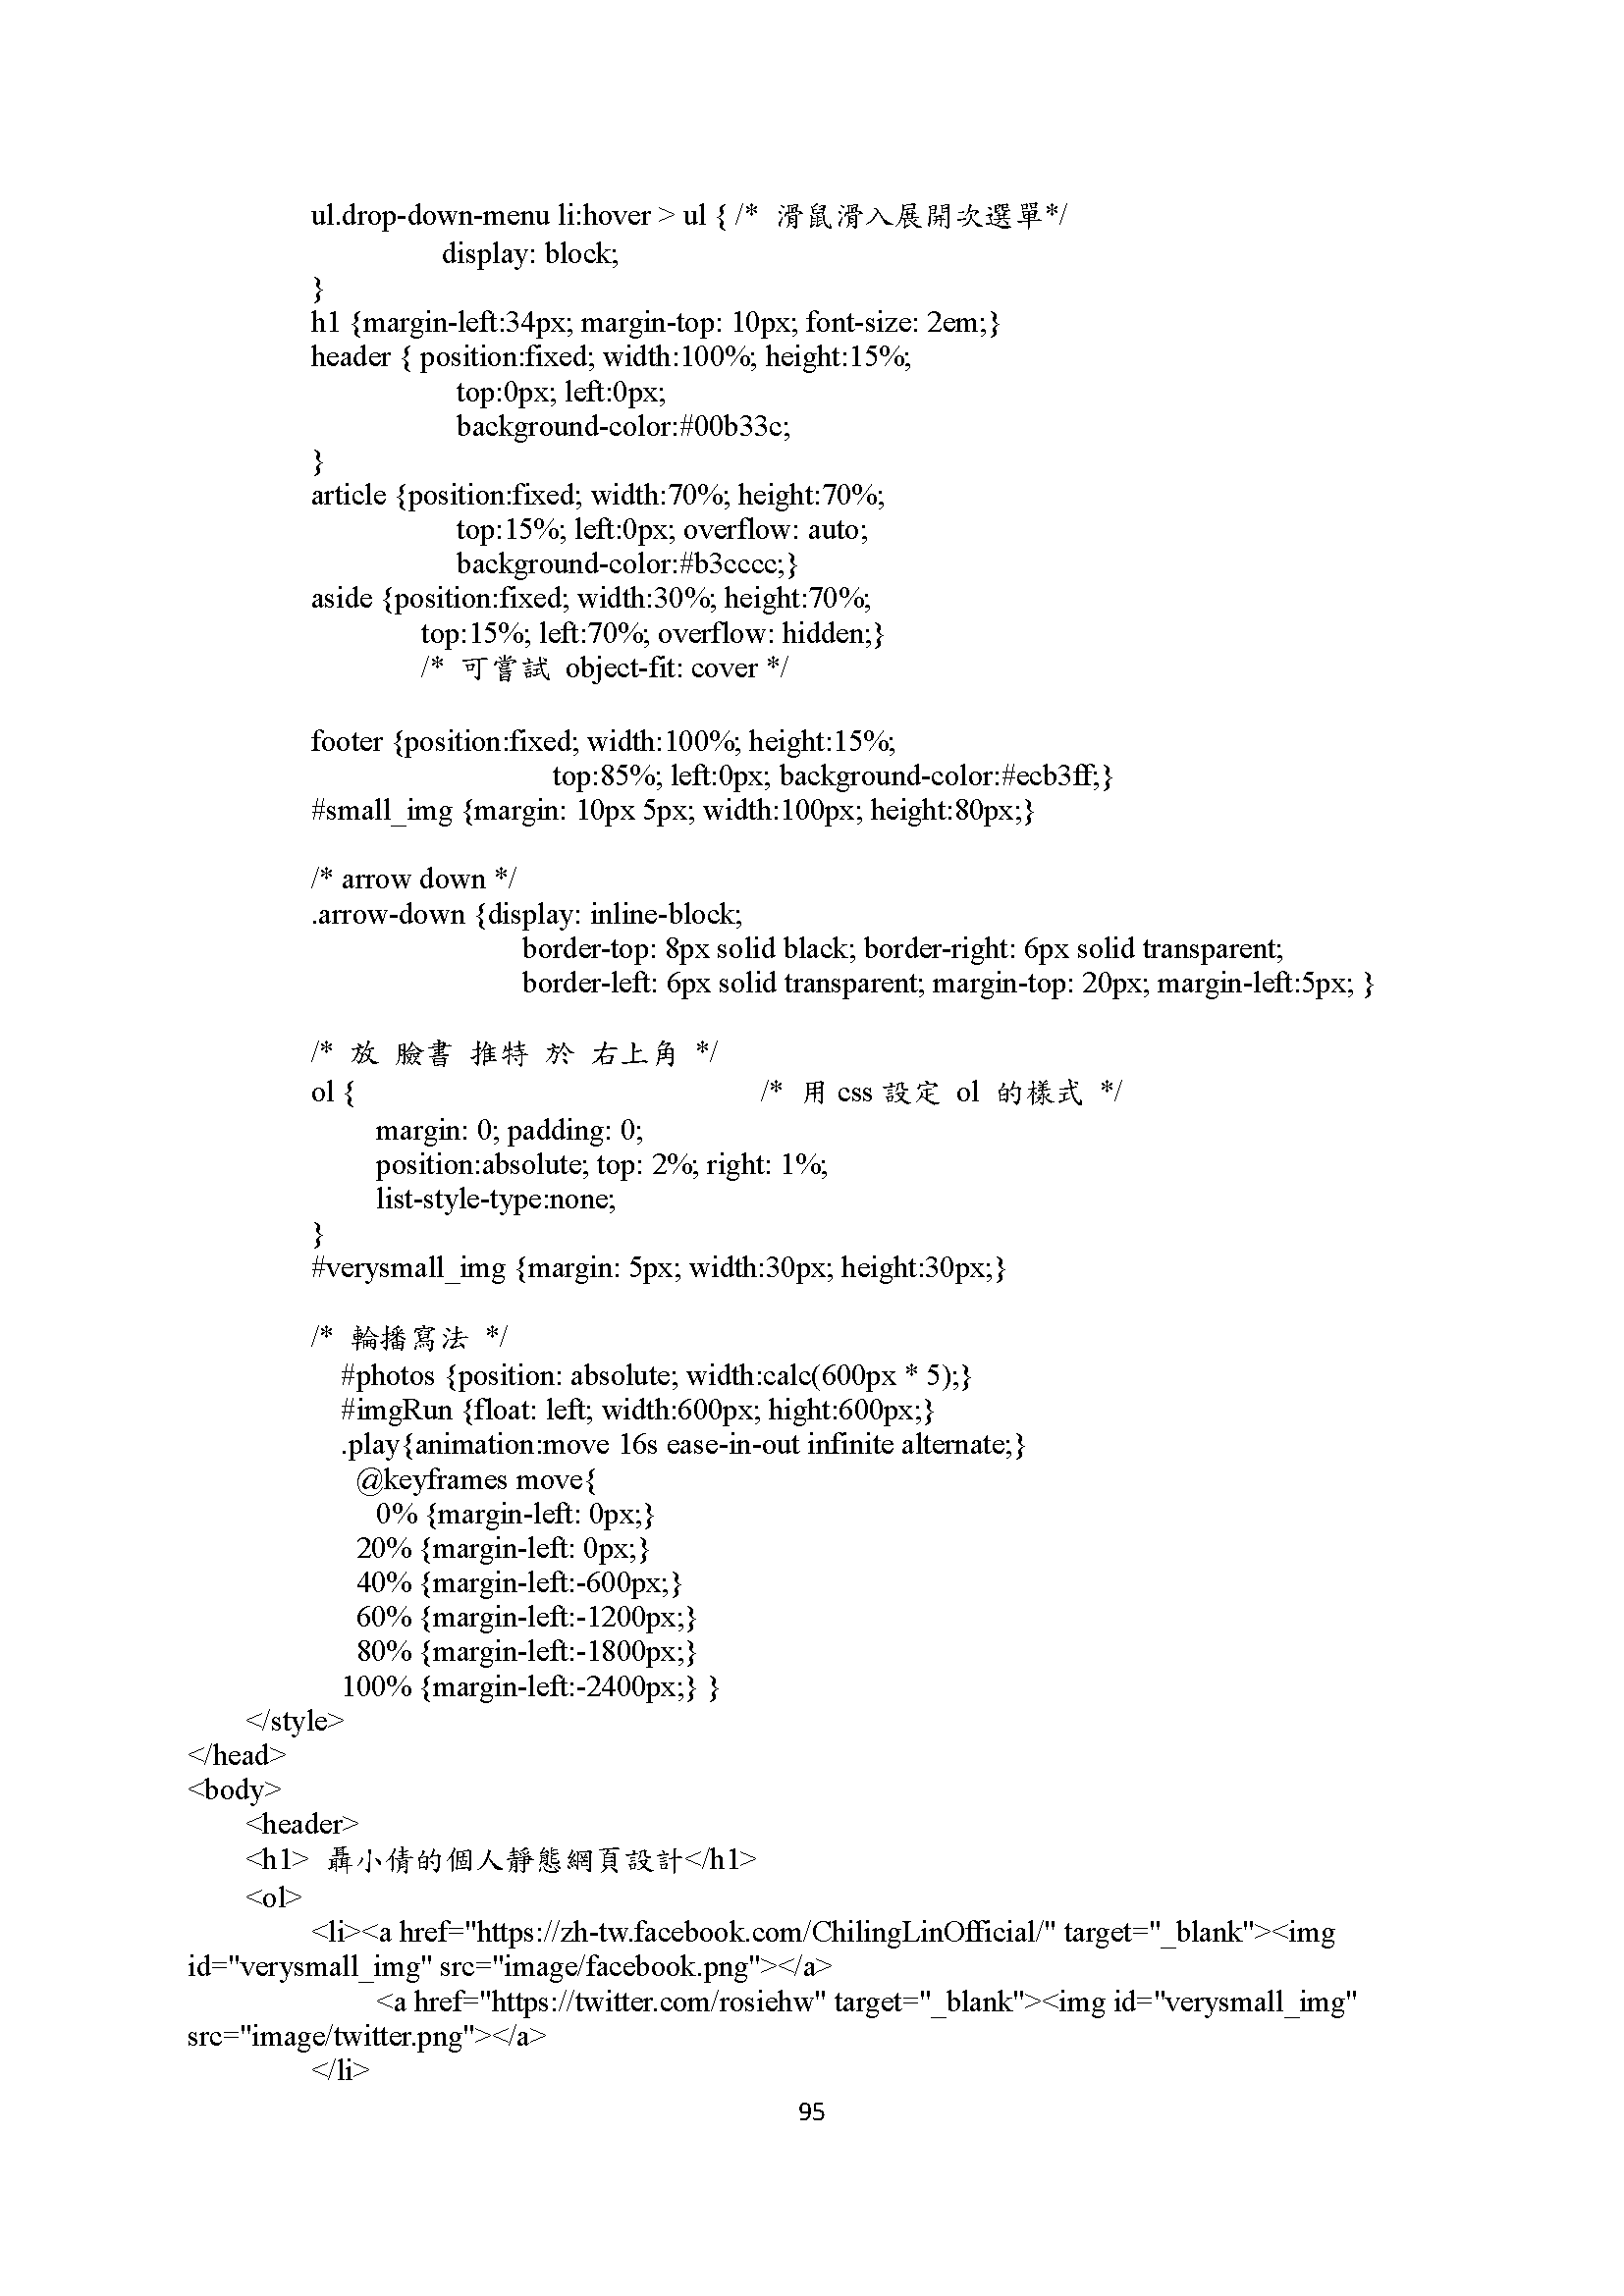 ul.drop-down-menu li:hover > ul { /* 滑鼠滑入展開次選單*/
display: block;
}
h1 {margin-left:34px; margin-top: 10px; font-size: 2em;}
header { position:fixed; width:100%; height:15%;
top:0px; left:0px;
background-color:#00b33c;
}
article {position:fixed; width:70%; height:70%;
top:15%; left:0px; overflow: auto;
background-color:#b3cccc;}
aside {position:fixed; width:30%; height:70%;
top:15%; left:70%; overflow: hidden;}
/* 可嘗試 object-fit: cover */
footer {position:fixed; width:100%; height:15%;
top:85%; left:0px; background-color:#ecb3ff;}
#small_img {margin: 10px 5px; width:100px; height:80px;}
/* arrow down */
.arrow-down {display: inline-block;
border-top: 8px solid black; border-right: 6px solid transparent;
border-left: 6px solid transparent; margin-top: 20px; margin-left:5px; }
/* 放 臉書 推特 於 右上角 */
ol { /* 用 css 設定 ol 的樣式 */
margin: 0; padding: 0;
position:absolute; top: 2%; right: 1%;
list-style-type:none;
}
#verysmall_img {margin: 5px; width:30px; height:30px;}
/* 輪播寫法 */
#photos {position: absolute; width:calc(600px * 5);}
#imgRun {float: left; width:600px; hight:600px;}
.play{animation:move 16s ease-in-out infinite alternate;}
@keyframes move{
0% {margin-left: 0px;}
20% {margin-left: 0px;}
40% {margin-left:-600px;}
60% {margin-left:-1200px;}
80% {margin-left:-1800px;}
100% {margin-left:-2400px;} }
</style>
</head>
<body>
<header>
<h1> 聶小倩的個人靜態網頁設計</h1>
<ol>
<li><a href="https://zh-tw.facebook.com/ChilingLinOfficial/" target="_blank"><img
id="verysmall_img" src="image/facebook.png"></a>
<a href="https://twitter.com/rosiehw" target="_blank"><img id="verysmall_img"
src="image/twitter.png"></a>
</li>
95